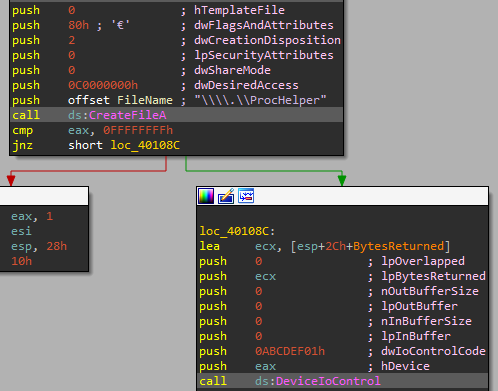 push 0 ; hTemplateFile
push 80h ; '€' ; dwFlagsAndAttributes
push 2 ; dwCreationDisposition
push 0 ; lpSecurityAttributes
push 0 ; dwShareMode
push 0C0000000h ; dwDesiredAccess
push offset FileName ; "\\\\.\\ProcHelper"
call ds:CreateFileA
cmp eax, 0FFFFFFFFh
jnz short loc_40108C
eax, 1
esi
esp, 28h
10h
loc_40108C:
lea ecx, [esp+2Ch+BytesReturned]
push 0 ; lpOverlapped
push ecx ; lpBytesReturned
push 0 ; nOutBufferSize
push 0 ; lpOutBuffer
push 0 ; nInBufferSize
push 0 ; lpInBuffer
push 0ABCDEF01h ; dwIoControlCode
push eax ; hDevice
call ds:DeviceIoControl